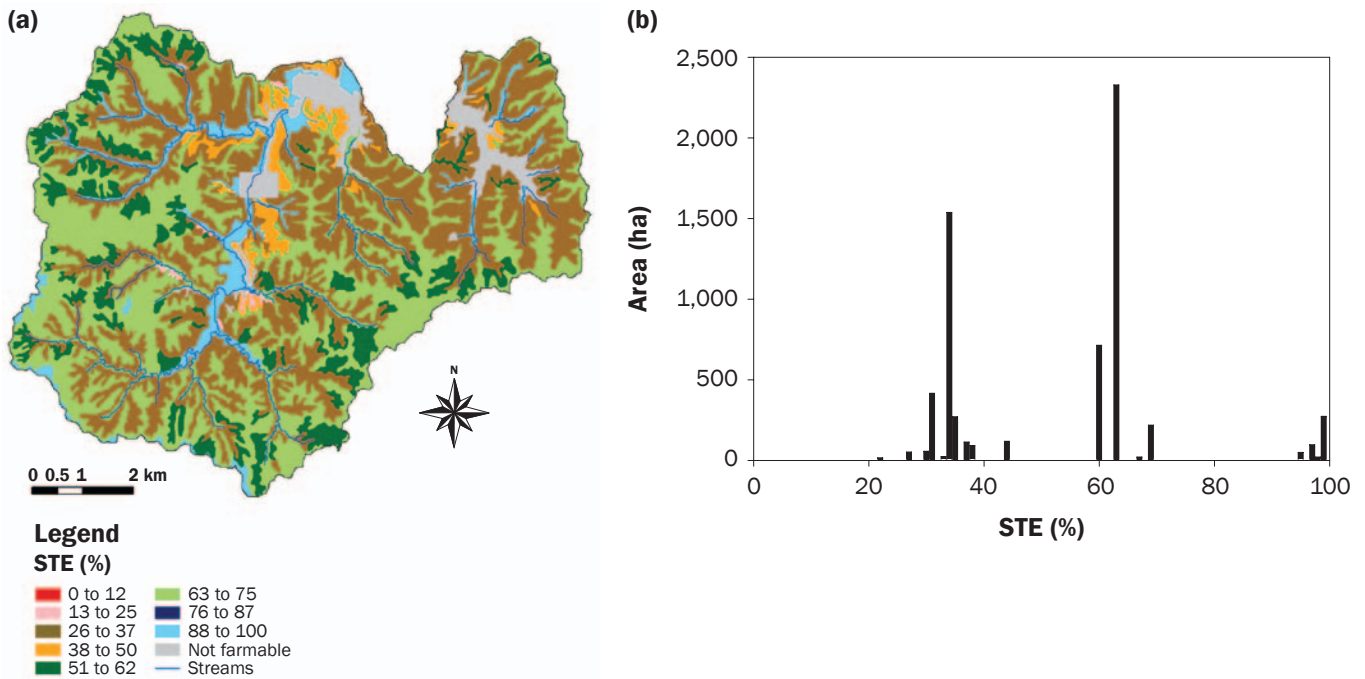 (a)
N
0 0.5 1 2 km
Legend
STE (%)
0 to 12
13 to 25
26 to 37
38 to 50
51 to 62
63 to 75
76 to 87
88 to 100
Not farmable
Streams
(b)
2,500
2,000
1,500
1,000
500
0
Area (ha)
0 20 40 60 80 100
STE (%)